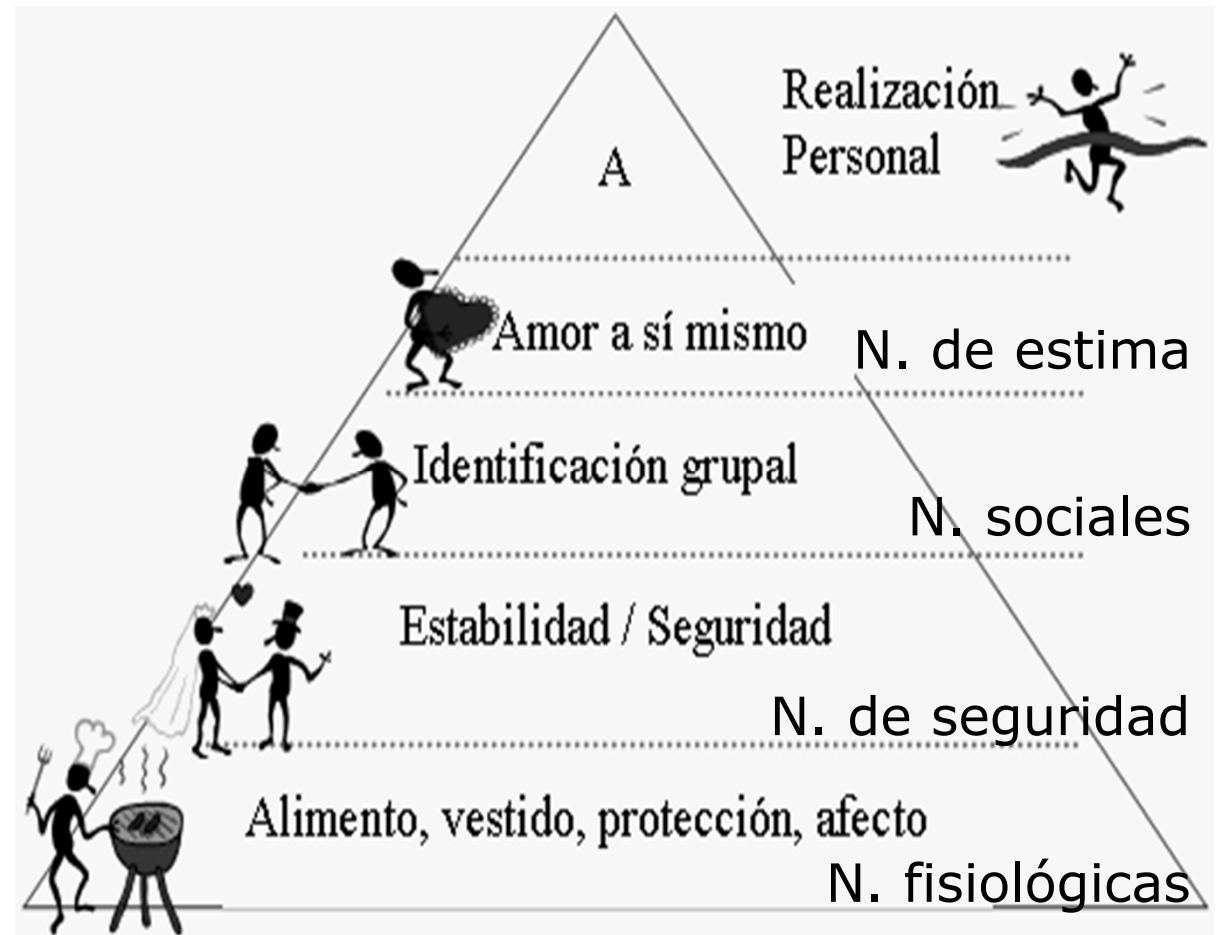 Realización
Personal
A
Amor a sí mismo
N. de estima
Identificación grupal
N. sociales
Estabilidad / Seguridad
N. de seguridad
Alimento, vestido, protección, afecto
N. fisiológicas